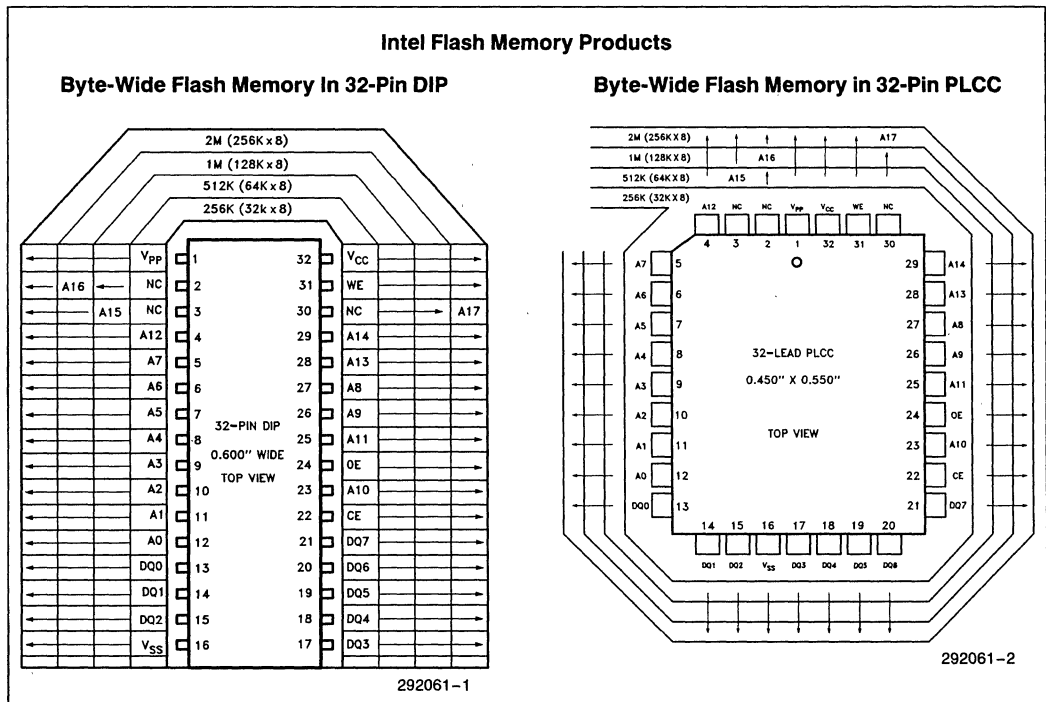 Intel Flash Memory Products
Byte-Wide Flash Memory In 32-Pin DIP
2M (256K x 8)
1M (128K x 8)
512K (64K x 8)
256K (32k x 8)
VPP 1 32 VCC
A16 NC 2 31 WE
A15 NC 3 30 NC A17
A12 4 29 A14
A7 5 28 A13
A6 6 27 A8
A5 7 26 A9
A4 8 25 A11
A3 9 24 OE
A2 10 23 A10
A1 11 22 CE
A0 12 21 DQ7
DQ0 13 20 DQ6
DQ1 14 19 DQ5
DQ2 15 18 DQ4
VSS 16 17 DQ3
32-PIN DIP
0.600" WIDE
TOP VIEW
292061-1
Byte-Wide Flash Memory in 32-Pin PLCC
2M (256K x 8) A17
1M (128K x 8) A16
512K (64K x 8) A15
256K (32K x 8)
A12 NC NC VPP VCC WE NC
4 3 2 1 32 31 30
A7 5 29 A14
A6 6 28 A13
A5 7 27 A8
A4 8 26 A9
A3 9 25 A11
A2 10 24 OE
A1 11 23 A10
A0 12 22 CE
DQ0 13 21 DQ7
32-LEAD PLCC
0.450" X 0.550"
TOP VIEW
14 15 16 17 18 19 20
DQ1 DQ2 VSS DQ3 DQ4 DQ5 DQ6
292061-2